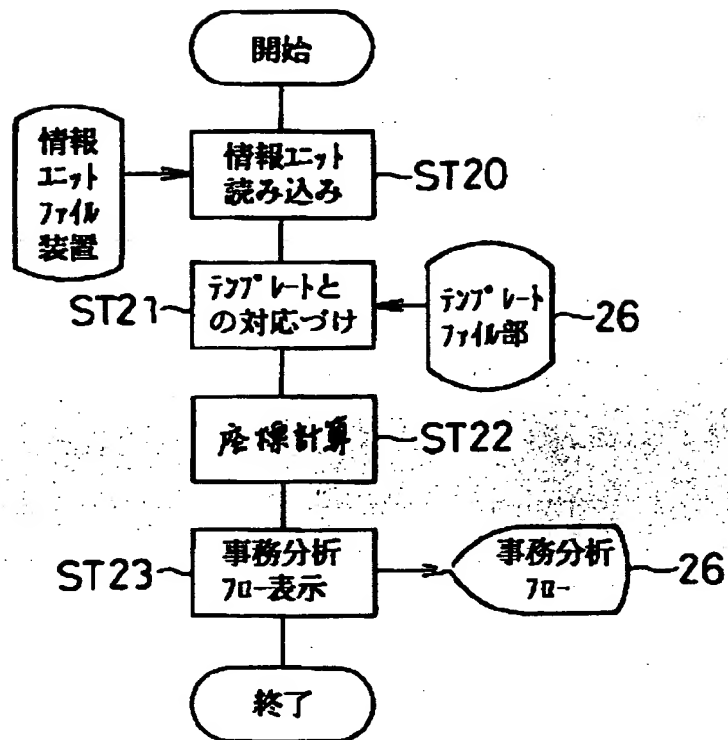 開始
情報
ユニット
ファイル
装置
情報ユニット
読み込み
ST20
ST21
テンプレートと
の対応づけ
テンプレート
ファイル部
26
座標計算
ST22
ST23
事務分析
フロー表示
事務分析
フロー
26
終了